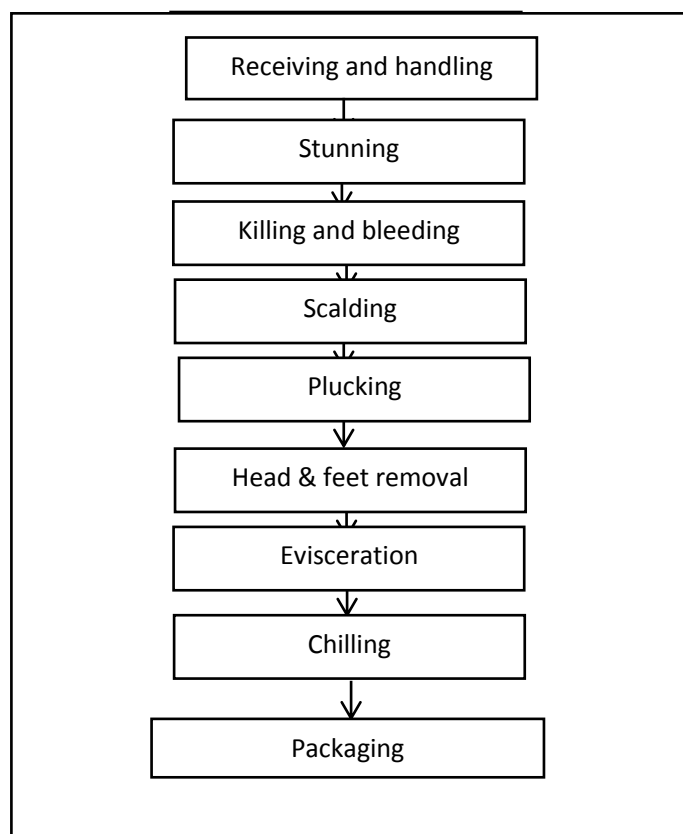 Receiving and handling
Stunning
Killing and bleeding
Scalding
Plucking
Head & feet removal
Evisceration
Chilling
Packaging